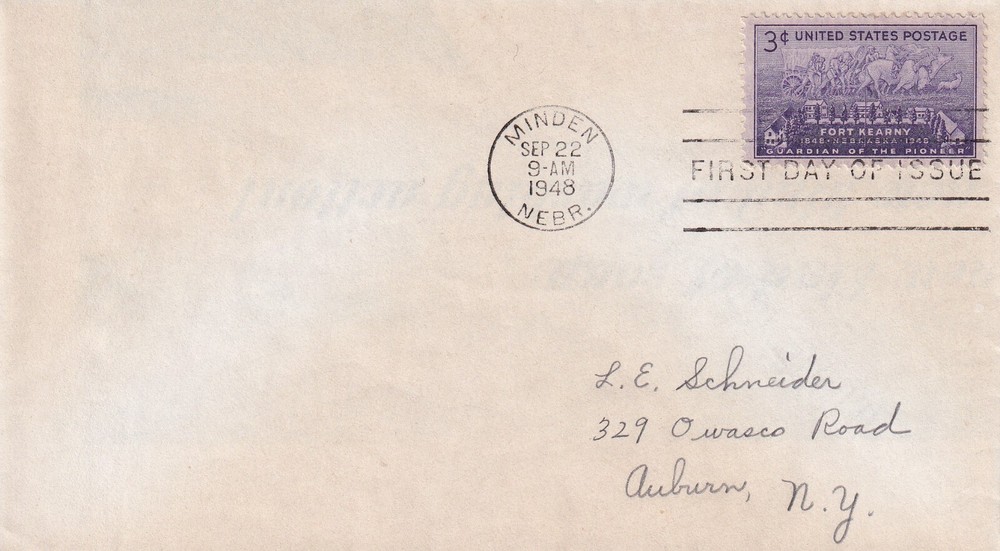 3¢ UNITED STATES POSTAGE
FORT KEARNY
1848·NEBRASKA·1948
"GUARDIAN OF THE PIONEER"
MINDEN
SEP 22
9-AM
1948
NEBR.
FIRST DAY OF ISSUE
L. E. Schneider
329 Owasco Road
Auburn, N.Y.